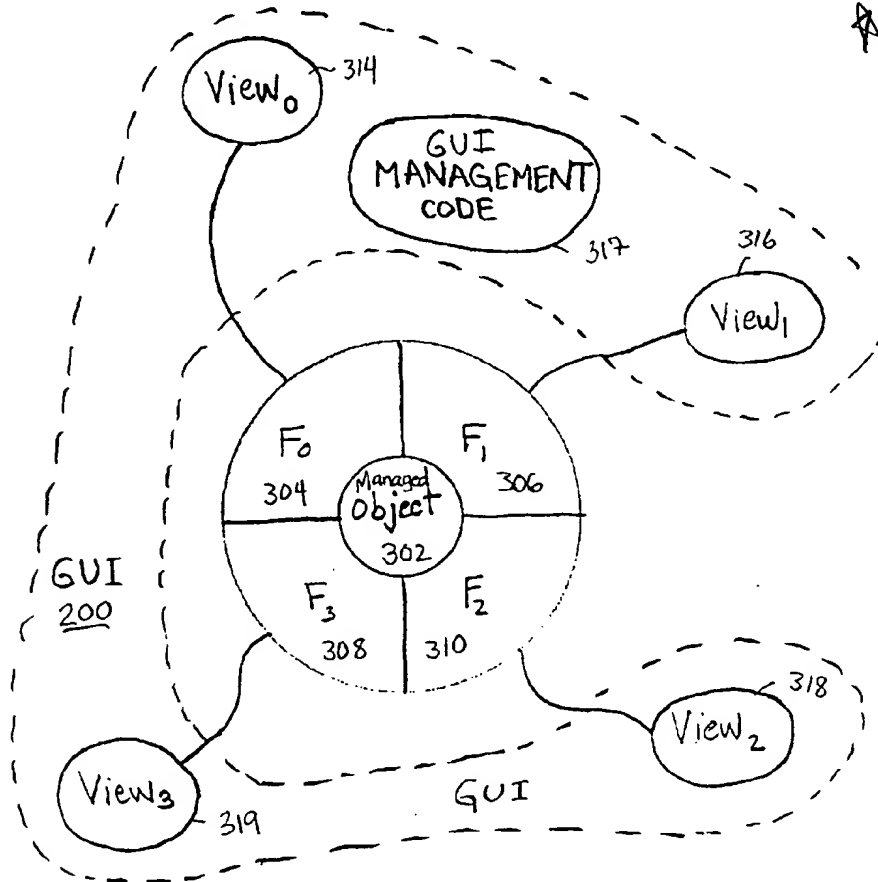 View₀
314
GUI
MANAGEMENT
CODE
317
316
View₁
F₀
304
F₁
306
Managed
Object
302
GUI
200
F₃
308
F₂
310
318
View₂
View₃
319
GUI